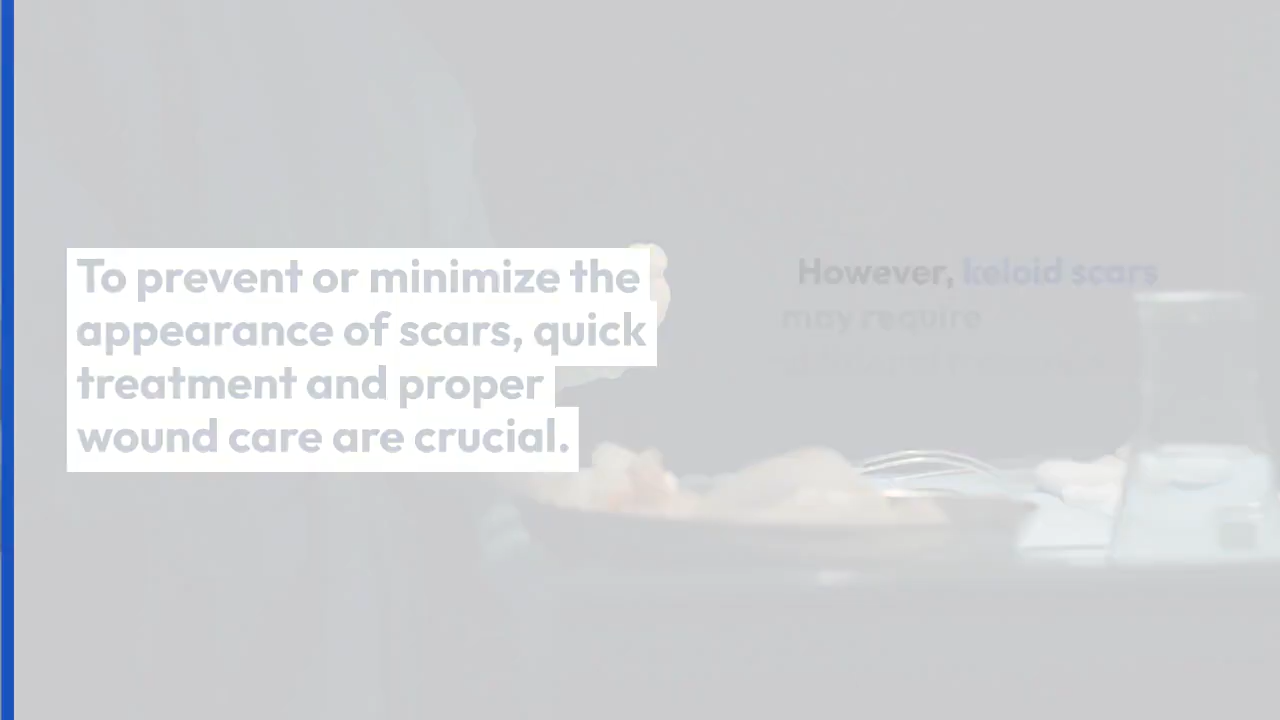 To prevent or minimize the
appearance of scars, quick
treatment and proper
wound care are crucial.
However, keloid scars
may require